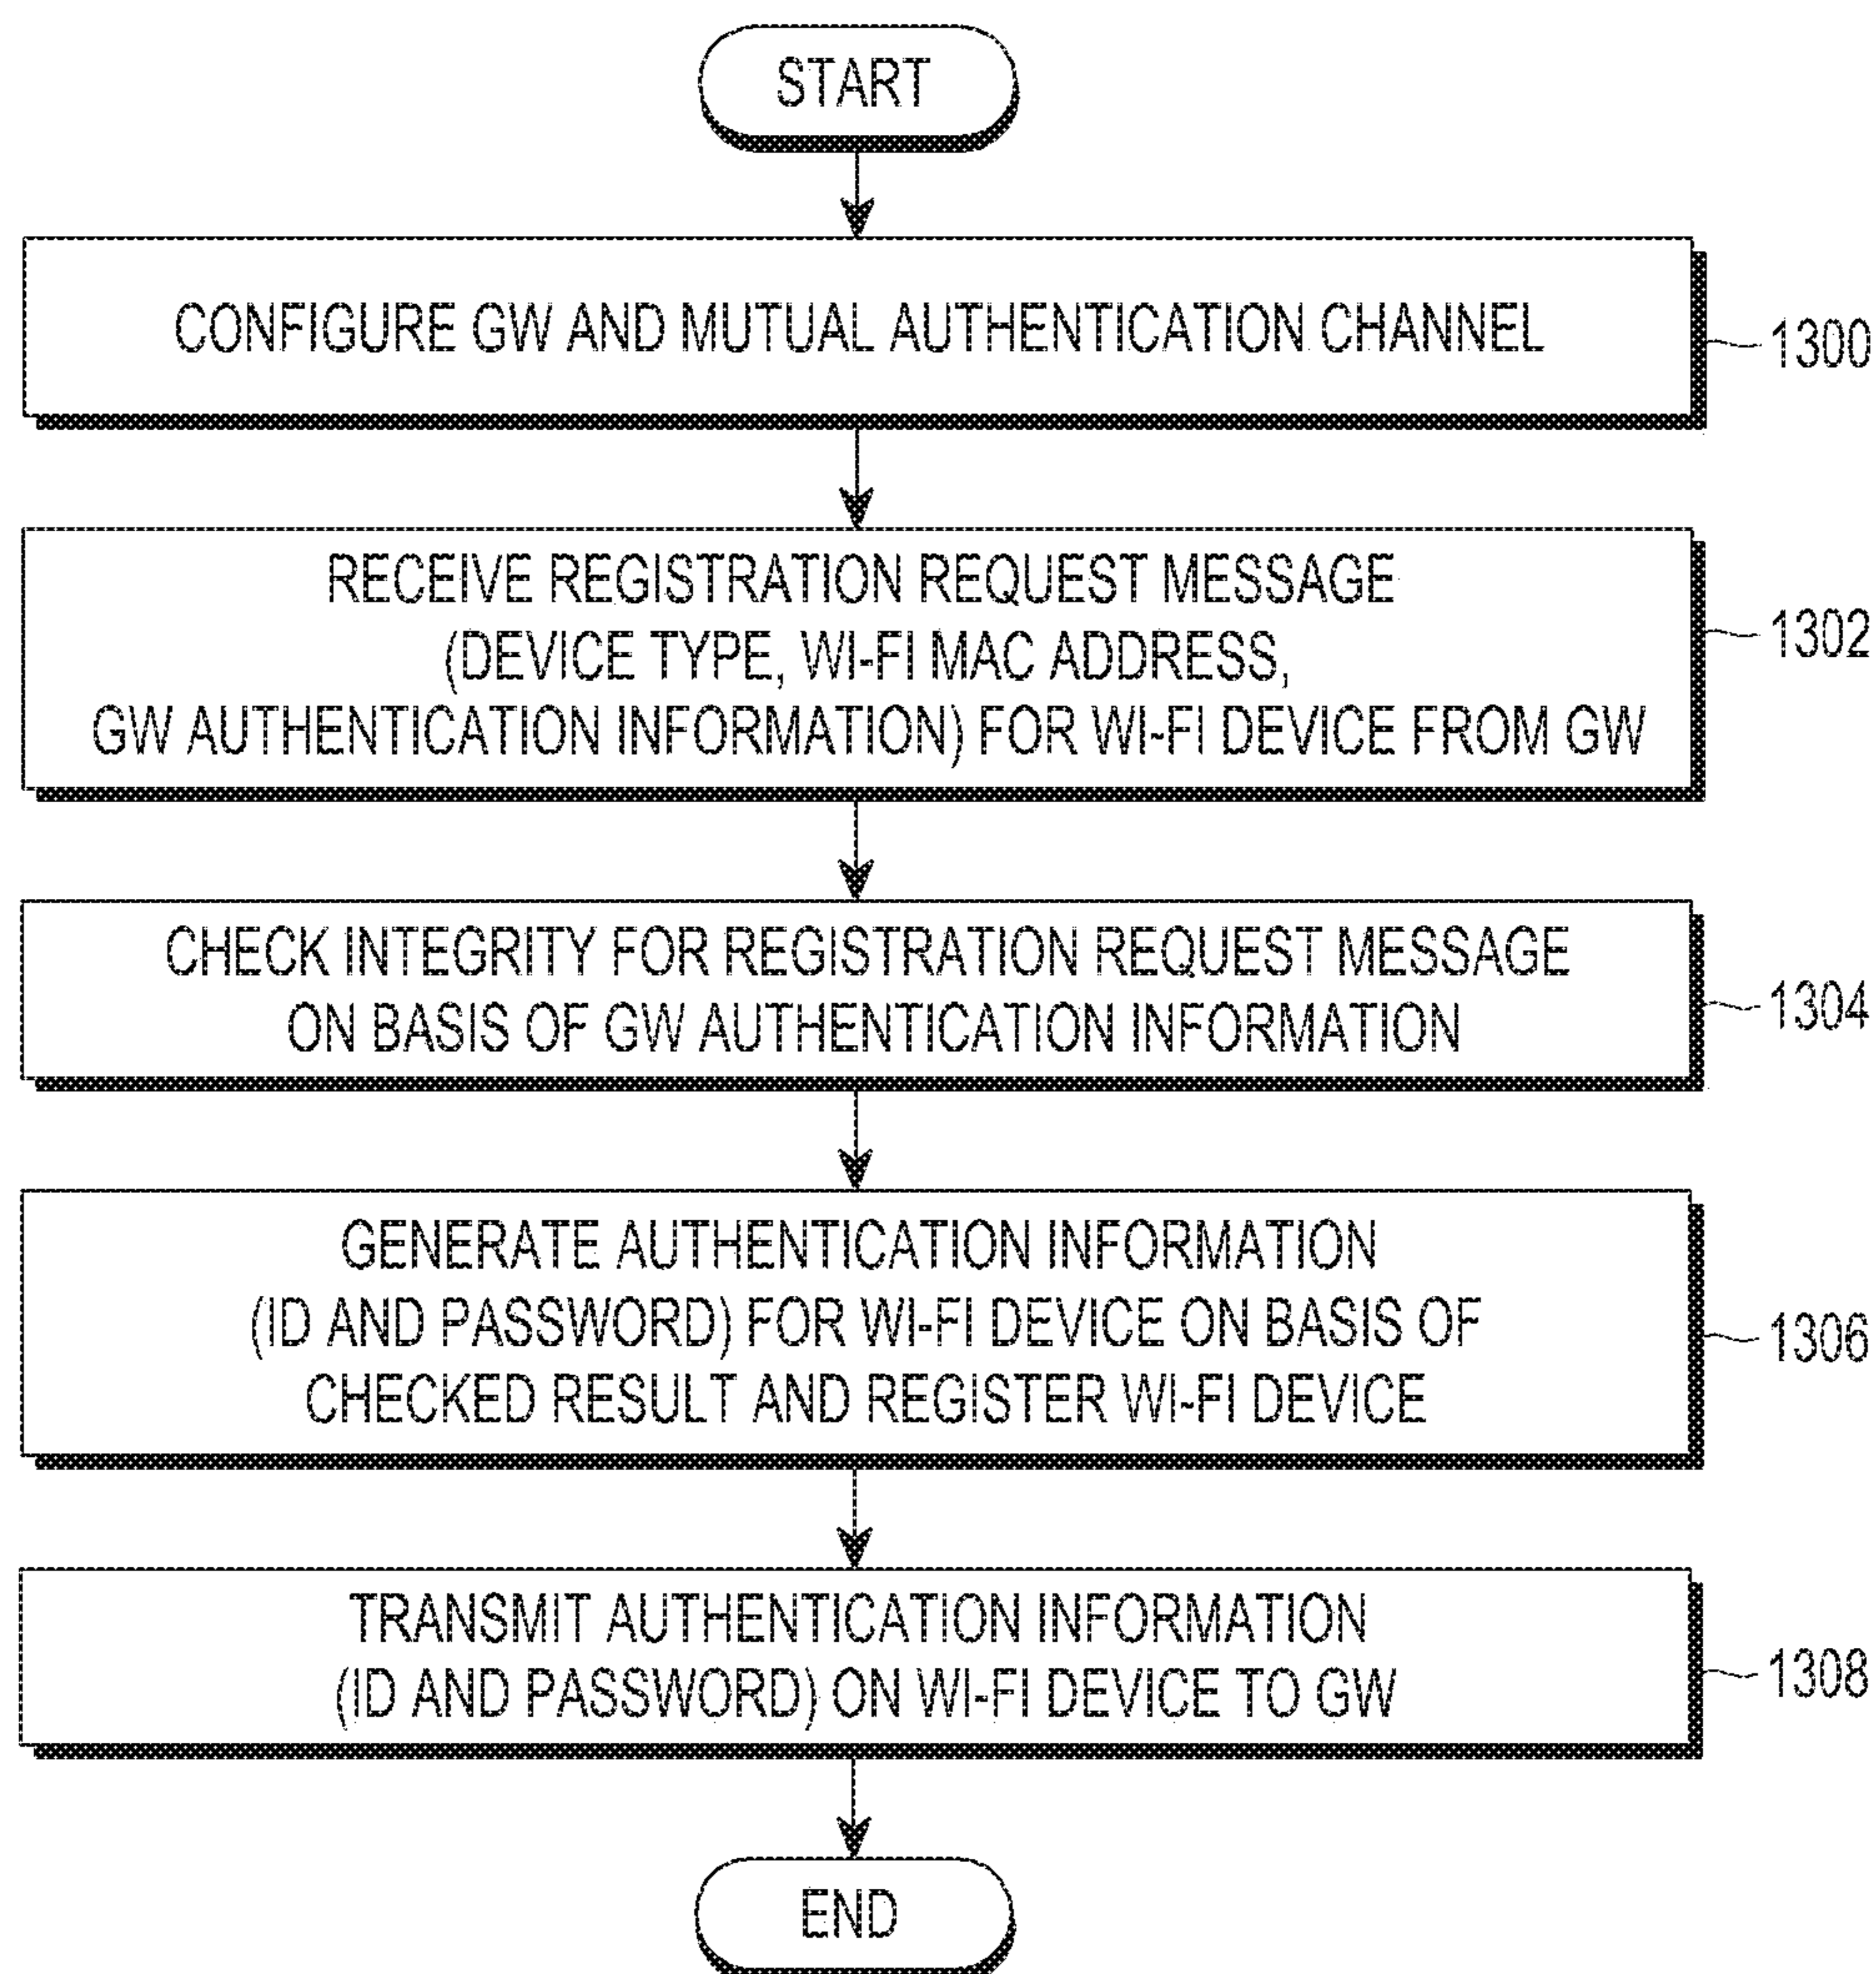 START
CONFIGURE GW AND MUTUAL AUTHENTICATION CHANNEL
1300
RECEIVE REGISTRATION REQUEST MESSAGE
(DEVICE TYPE, WI-FI MAC ADDRESS,
GW AUTHENTICATION INFORMATION) FOR WI-FI DEVICE FROM GW
1302
CHECK INTEGRITY FOR REGISTRATION REQUEST MESSAGE
ON BASIS OF GW AUTHENTICATION INFORMATION
1304
GENERATE AUTHENTICATION INFORMATION
(ID AND PASSWORD) FOR WI-FI DEVICE ON BASIS OF
CHECKED RESULT AND REGISTER WI-FI DEVICE
1306
TRANSMIT AUTHENTICATION INFORMATION
(ID AND PASSWORD) ON WI-FI DEVICE TO GW
1308
END